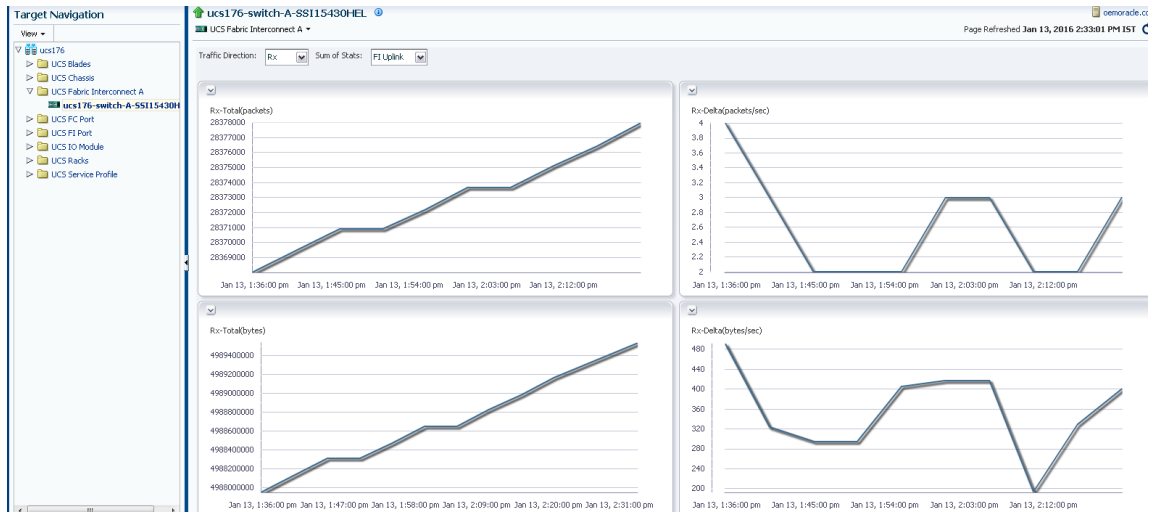 Target Navigation
View
ucs176
UCS Blades
UCS Chassis
UCS Fabric Interconnect A
ucs176-switch-A-SSI15430H
UCS FC Port
UCS FI Port
UCS IO Module
UCS Racks
UCS Service Profile
ucs176-switch-A-SSI15430HEL
oemoracle.co
UCS Fabric Interconnect A
Page Refreshed Jan 13, 2016 2:33:01 PM IST
Traffic Direction: Rx Sum of Stats: FI Uplink
Rx-Total(packets)
28378000
28377000
28376000
28375000
28374000
28373000
28372000
28371000
28370000
28369000
Jan 13, 1:36:00 pm Jan 13, 1:45:00 pm Jan 13, 1:54:00 pm Jan 13, 2:03:00 pm Jan 13, 2:12:00 pm
Rx-Delta(packets/sec)
4
3.8
3.6
3.4
3.2
3
2.8
2.6
2.4
2.2
2
Jan 13, 1:36:00 pm Jan 13, 1:45:00 pm Jan 13, 1:54:00 pm Jan 13, 2:03:00 pm Jan 13, 2:12:00 pm
Rx-Total(bytes)
4989400000
4989200000
4989000000
4988800000
4988600000
4988400000
4988200000
4988000000
Jan 13, 1:36:00 pm Jan 13, 1:47:00 pm Jan 13, 1:58:00 pm Jan 13, 2:09:00 pm Jan 13, 2:20:00 pm Jan 13, 2:31:00 pm
Rx-Delta(bytes/sec)
480
440
400
360
320
280
240
200
Jan 13, 1:36:00 pm Jan 13, 1:45:00 pm Jan 13, 1:54:00 pm Jan 13, 2:03:00 pm Jan 13, 2:12:00 pm